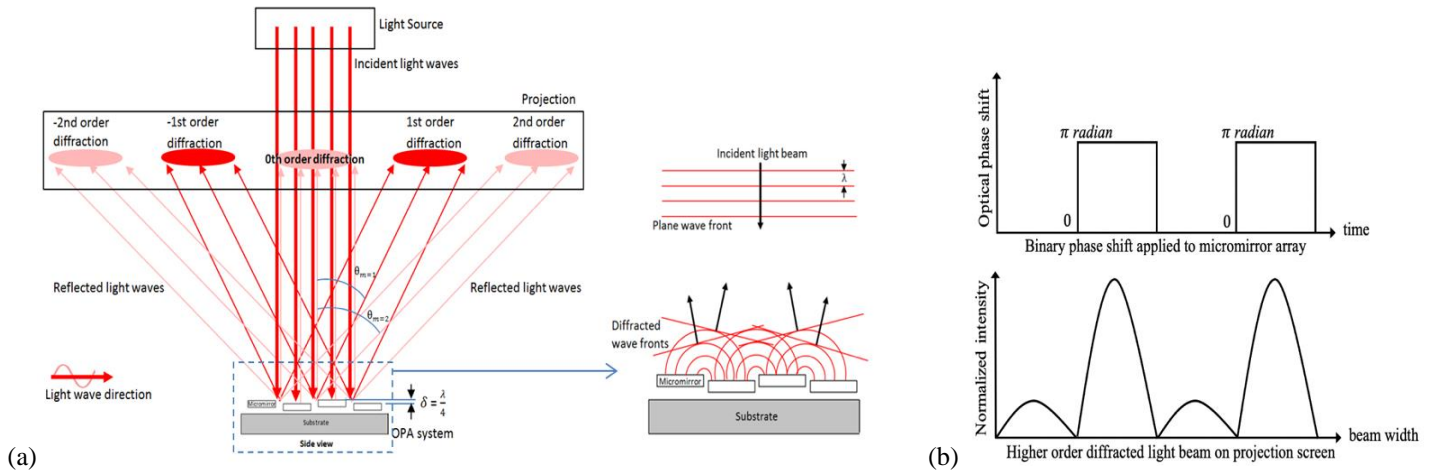 Light Source
Incident light waves
Projection
-2nd order
diffraction
-1st order
diffraction
0th order diffraction
1st order
diffraction
2nd order
diffraction
Reflected light waves
θm=1
θm=2
Reflected light waves
Light wave direction
Micromirror
δ = λ/4
Substrate
OPA system
Side view
(a)
Incident light beam
λ
Plane wave front
Diffracted
wave fronts
Micromirror
Substrate
Optical phase shift
π radian
π radian
0
0
time
Binary phase shift applied to micromirror array
Normalized intensity
beam width
Higher order diffracted light beam on projection screen
(b)